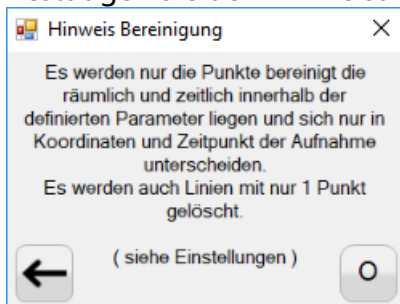 Hinweis Bereinigung
Es werden nur die Punkte bereinigt die
räumlich und zeitlich innerhalb der
definierten Parameter liegen und sich nur in
Koordinaten und Zeitpunkt der Aufnahme
unterscheiden.
Es werden auch Linien mit nur 1 Punkt
gelöscht.
( siehe Einstellungen )
O